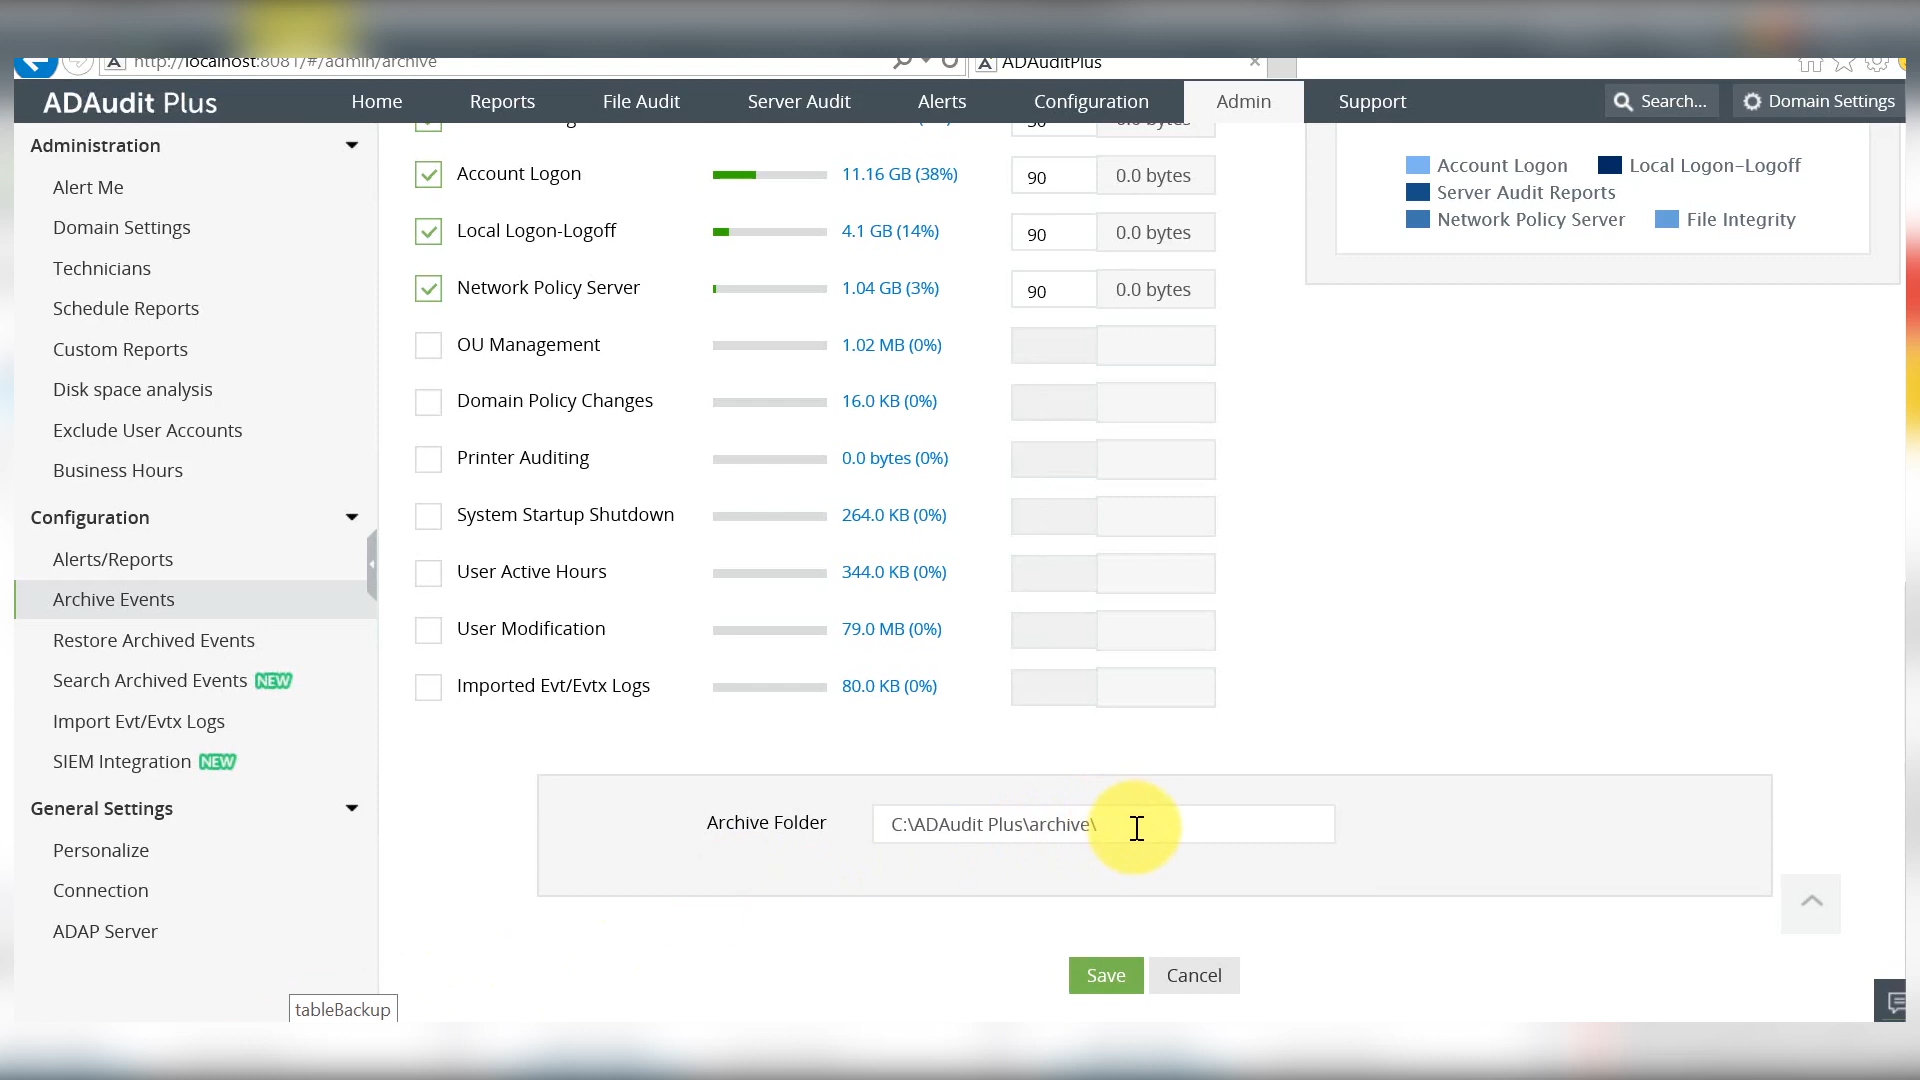 http://localhost:8081/#/admin/archive
ADAuditPlus
ADAudit Plus
Home
Reports
File Audit
Server Audit
Alerts
Configuration
Admin
Support
Search...
Domain Settings
Administration
Alert Me
Domain Settings
Technicians
Schedule Reports
Custom Reports
Disk space analysis
Exclude User Accounts
Business Hours
Configuration
Alerts/Reports
Archive Events
Restore Archived Events
Search Archived Events NEW
Import Evt/Evtx Logs
SIEM Integration NEW
General Settings
Personalize
Connection
ADAP Server
tableBackup
Account Logon 11.16 GB (38%) 90 0.0 bytes
Local Logon-Logoff 4.1 GB (14%) 90 0.0 bytes
Network Policy Server 1.04 GB (3%) 90 0.0 bytes
OU Management 1.02 MB (0%)
Domain Policy Changes 16.0 KB (0%)
Printer Auditing 0.0 bytes (0%)
System Startup Shutdown 264.0 KB (0%)
User Active Hours 344.0 KB (0%)
User Modification 79.0 MB (0%)
Imported Evt/Evtx Logs 80.0 KB (0%)
Account Logon Local Logon-Logoff
Server Audit Reports
Network Policy Server File Integrity
Archive Folder C:\ADAudit Plus\archive\
Save Cancel